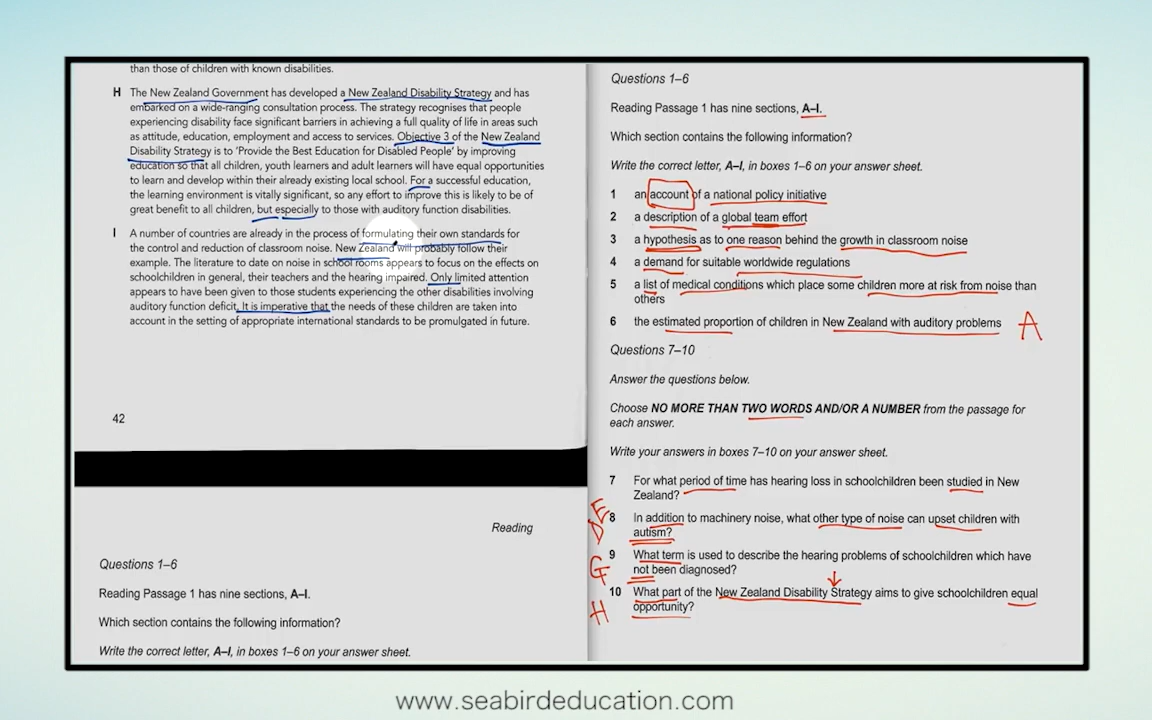 than those of children with known disabilities.
H The New Zealand Government has developed a New Zealand Disability Strategy and has
embarked on a wide-ranging consultation process. The strategy recognises that people
experiencing disability face significant barriers in achieving a full quality of life in areas such
as attitude, education, employment and access to services. Objective 3 of the New Zealand
Disability Strategy is to 'Provide the Best Education for Disabled People' by improving
education so that all children, youth learners and adult learners will have equal opportunities
to learn and develop within their already existing local school. For a successful education,
the learning environment is vitally significant, so any effort to improve this is likely to be of
great benefit to all children, but especially to those with auditory function disabilities.
I A number of countries are already in the process of formulating their own standards for
the control and reduction of classroom noise. New Zealand will probably follow their
example. The literature to date on noise in school rooms appears to focus on the effects on
schoolchildren in general, their teachers and the hearing impaired. Only limited attention
appears to have been given to those students experiencing the other disabilities involving
auditory function deficit. It is imperative that the needs of these children are taken into
account in the setting of appropriate international standards to be promulgated in future.
42
Reading
Questions 1–6
Reading Passage 1 has nine sections, A–I.
Which section contains the following information?
Write the correct letter, A–I, in boxes 1–6 on your answer sheet.
Questions 1–6
Reading Passage 1 has nine sections, A–I.
Which section contains the following information?
Write the correct letter, A–I, in boxes 1–6 on your answer sheet.
1 an account of a national policy initiative
2 a description of a global team effort
3 a hypothesis as to one reason behind the growth in classroom noise
4 a demand for suitable worldwide regulations
5 a list of medical conditions which place some children more at risk from noise than
others
6 the estimated proportion of children in New Zealand with auditory problems A
Questions 7–10
Answer the questions below.
Choose NO MORE THAN TWO WORDS AND/OR A NUMBER from the passage for
each answer.
Write your answers in boxes 7–10 on your answer sheet.
7 For what period of time has hearing loss in schoolchildren been studied in New
Zealand?
E
8 In addition to machinery noise, what other type of noise can upset children with
D autism?
9 What term is used to describe the hearing problems of schoolchildren which have
G not been diagnosed?
10 What part of the New Zealand Disability Strategy aims to give schoolchildren equal
H opportunity?
www.seabirdeducation.com